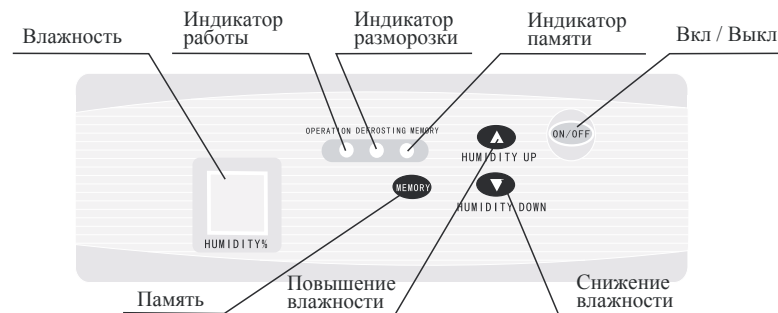 Влажность
Индикатор
работы
Индикатор
разморозки
Индикатор
памяти
Вкл / Выкл
OPERATION DEFROSTING MEMORY
ON/OFF
HUMIDITY UP
MEMORY
HUMIDITY DOWN
HUMIDITY%
Память
Повышение
влажности
Снижение
влажности